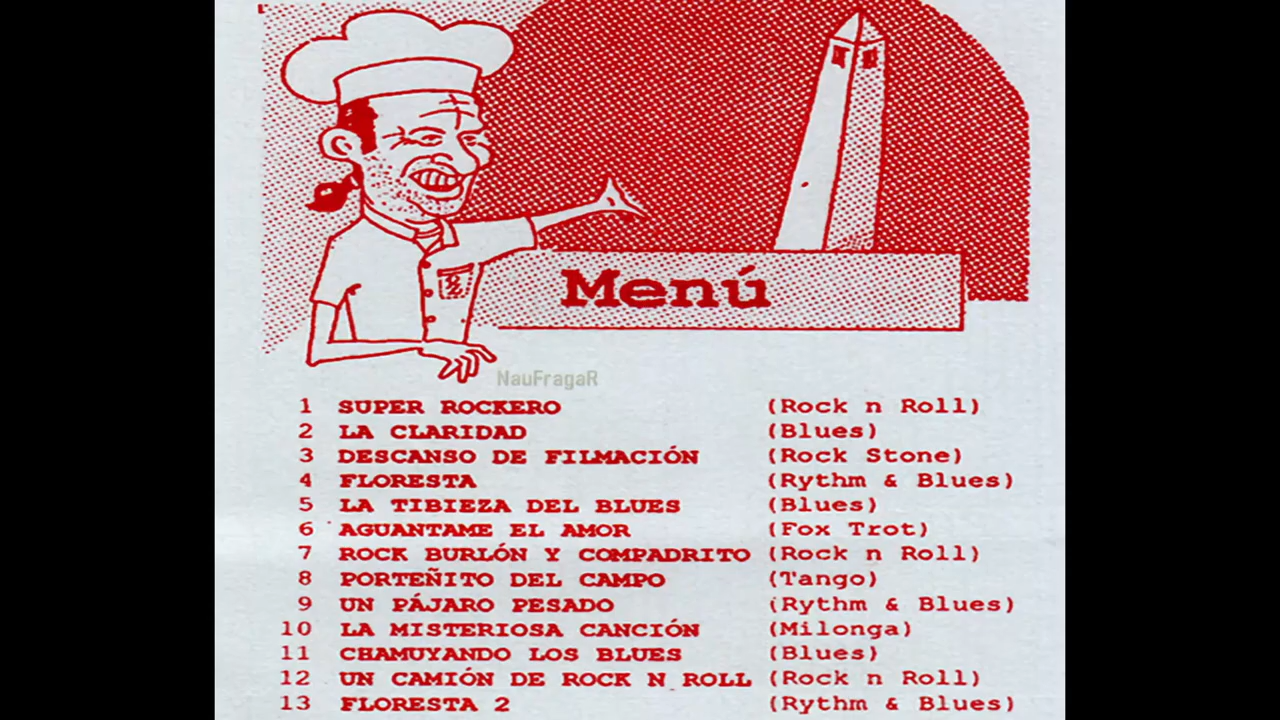 Menú
NauFragaR
1 SUPER ROCKERO (Rock n Roll)
2 LA CLARIDAD (Blues)
3 DESCANSO DE FILMACIÓN (Rock Stone)
4 FLORESTA (Rythm & Blues)
5 LA TIBIEZA DEL BLUES (Blues)
6 AGUANTAME EL AMOR (Fox Trot)
7 ROCK BURLÓN Y COMPADRITO (Rock n Roll)
8 PORTEÑITO DEL CAMPO (Tango)
9 UN PÁJARO PESADO (Rythm & Blues)
10 LA MISTERIOSA CANCIÓN (Milonga)
11 CHAMUYANDO LOS BLUES (Blues)
12 UN CAMIÓN DE ROCK N ROLL (Rock n Roll)
13 FLORESTA 2 (Rythm & Blues)